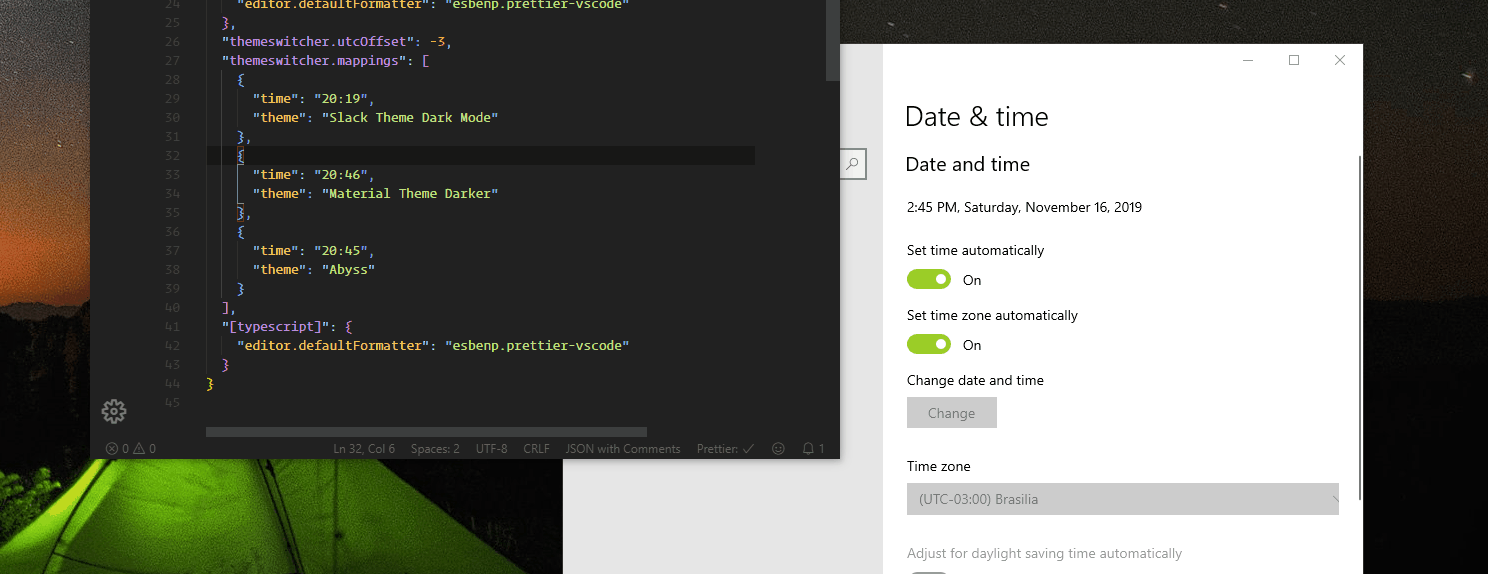 24 "editor.defaultFormatter": "esbenp.prettier-vscode"
25 },
26 "themeswitcher.utcOffset": -3,
27 "themeswitcher.mappings": [
28 {
29 "time": "20:19",
30 "theme": "Slack Theme Dark Mode"
31 },
32 {
33 "time": "20:46",
34 "theme": "Material Theme Darker"
35 },
36 {
37 "time": "20:45",
38 "theme": "Abyss"
39 }
40 ],
41 "[typescript]": {
42 "editor.defaultFormatter": "esbenp.prettier-vscode"
43 }
44 }
45
0 0 Ln 32, Col 6 Spaces: 2 UTF-8 CRLF JSON with Comments Prettier: ✓ 1
Date & time
Date and time
2:45 PM, Saturday, November 16, 2019
Set time automatically
On
Set time zone automatically
On
Change date and time
Change
Time zone
(UTC-03:00) Brasilia
Adjust for daylight saving time automatically